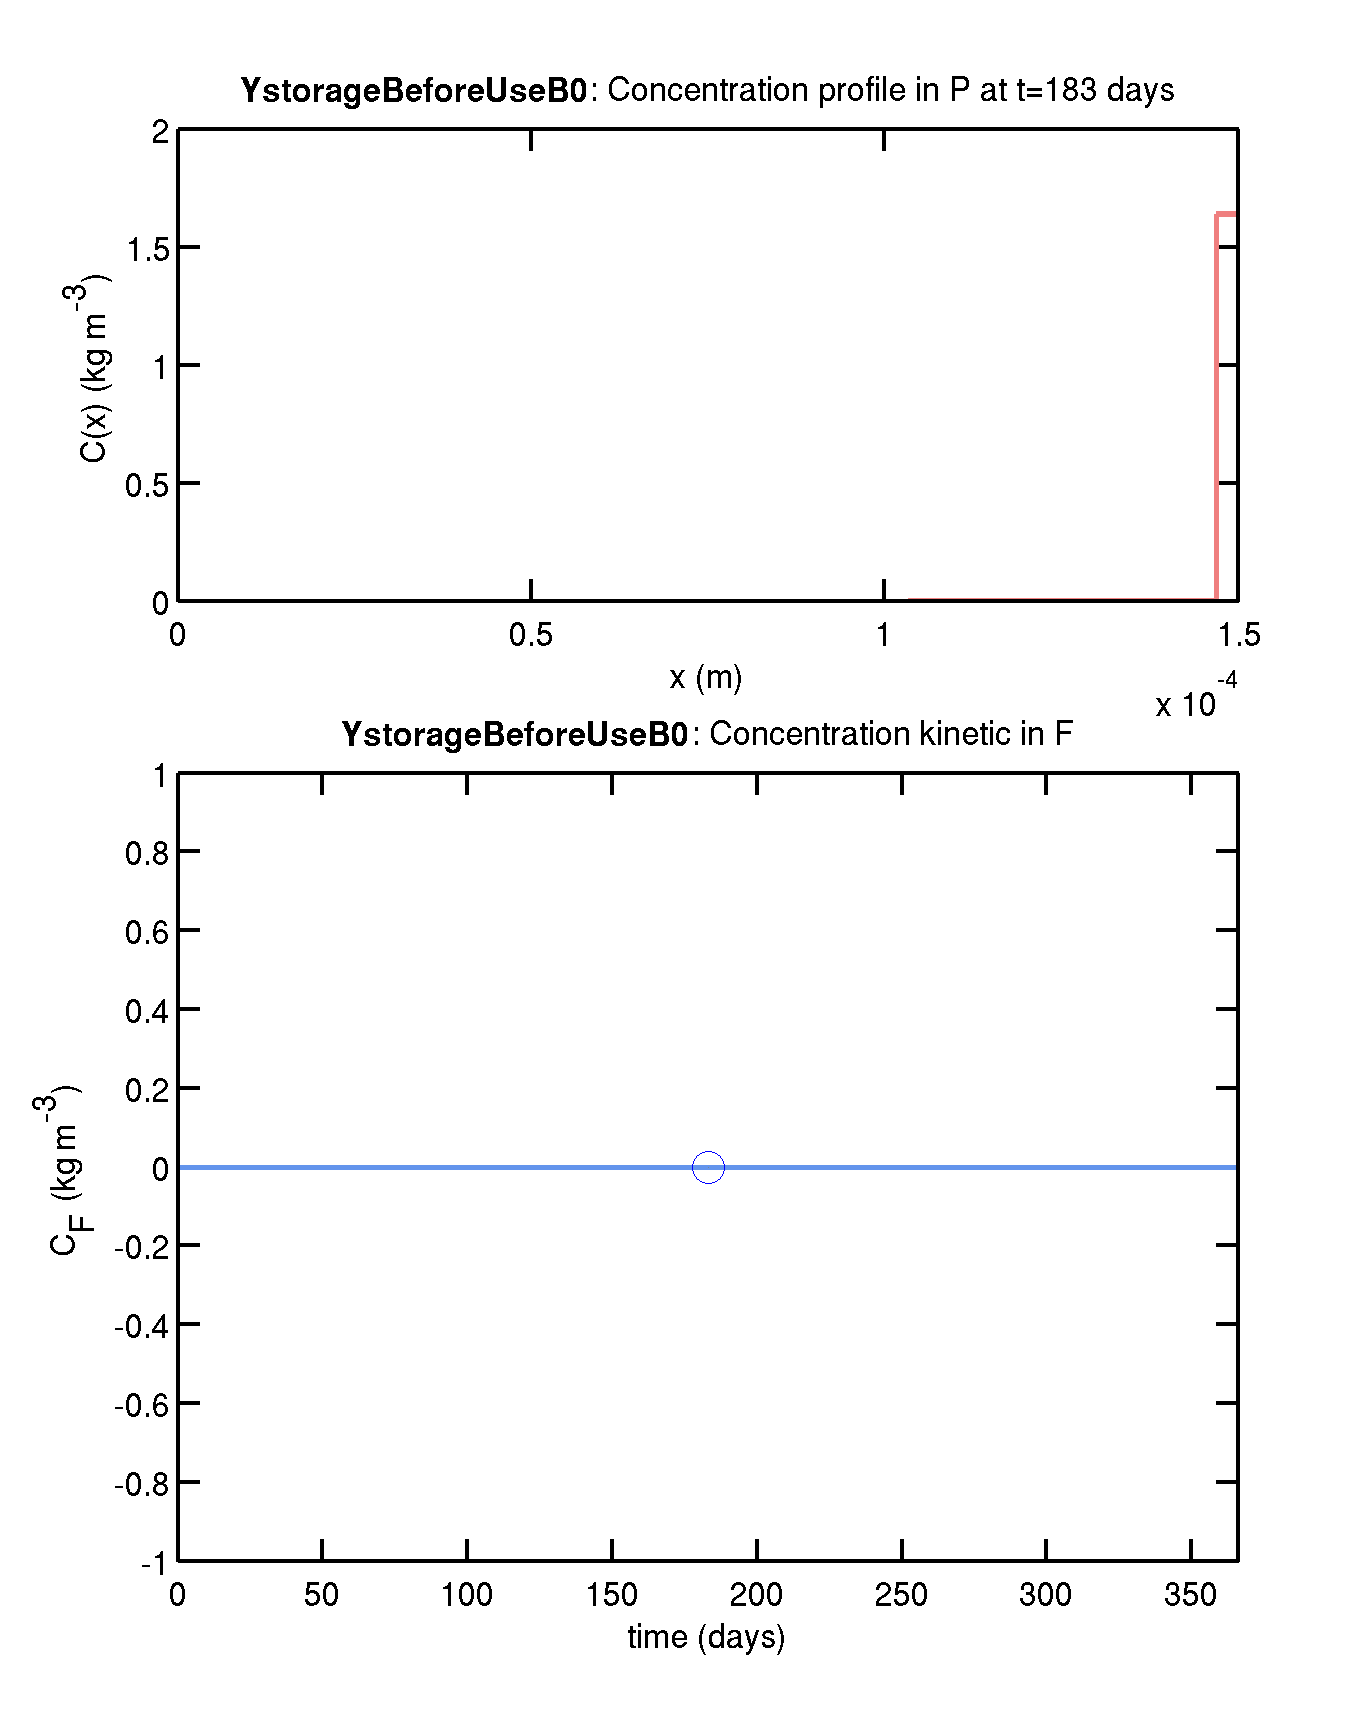 YstorageBeforeUseB0: Concentration profile in P at t=183 days
2
1.5
1
0.5
0
C(x) (kg m-3)
0 0.5 1 1.5
x (m)
x 10-4
YstorageBeforeUseB0: Concentration kinetic in F
1
0.8
0.6
0.4
0.2
0
-0.2
-0.4
-0.6
-0.8
-1
CF (kg m-3)
0 50 100 150 200 250 300 350
time (days)